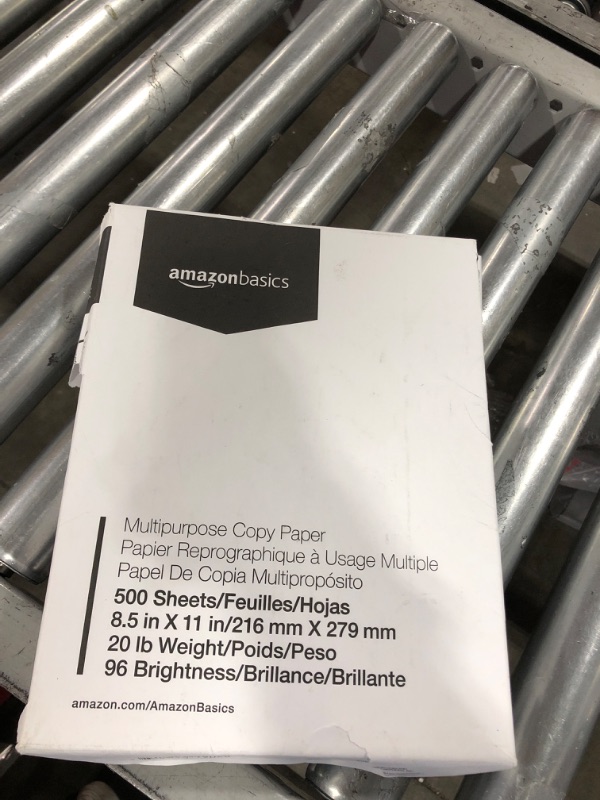 amazonbasics
Multipurpose Copy Paper
Papier Reprographique à Usage Multiple
Papel De Copia Multipropósito
500 Sheets/Feuilles/Hojas
8.5 in X 11 in/216 mm X 279 mm
20 lb Weight/Poids/Peso
96 Brightness/Brillance/Brillante
amazon.com/AmazonBasics